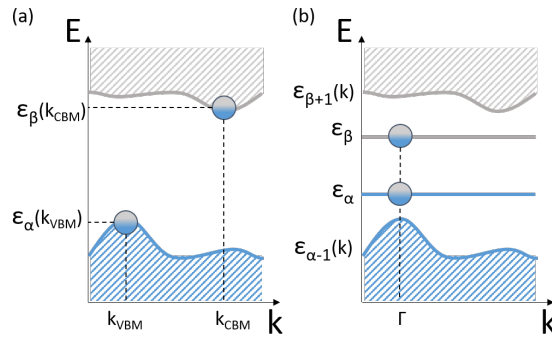 (a)
E
εβ(kCBM)
εα(kVBM)
kVBM
kCBM
k
(b)
E
εβ+1(k)
εβ
εα
εα-1(k)
Γ
k